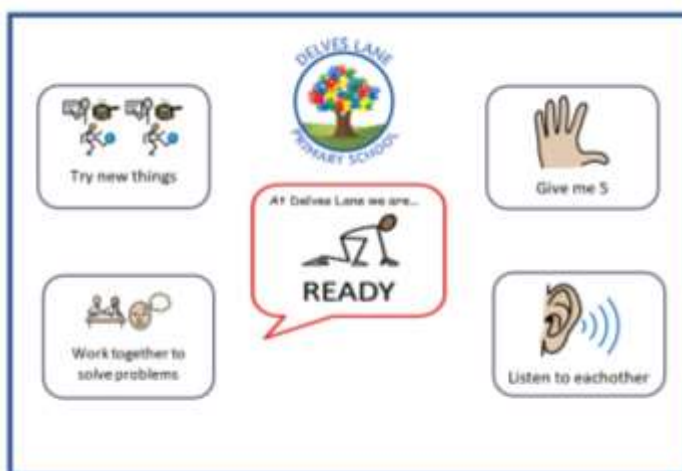 DELVES LANE
PRIMARY SCHOOL
Try new things
Give me 5
At Delves Lane we are...
READY
Work together to
solve problems
Listen to eachother